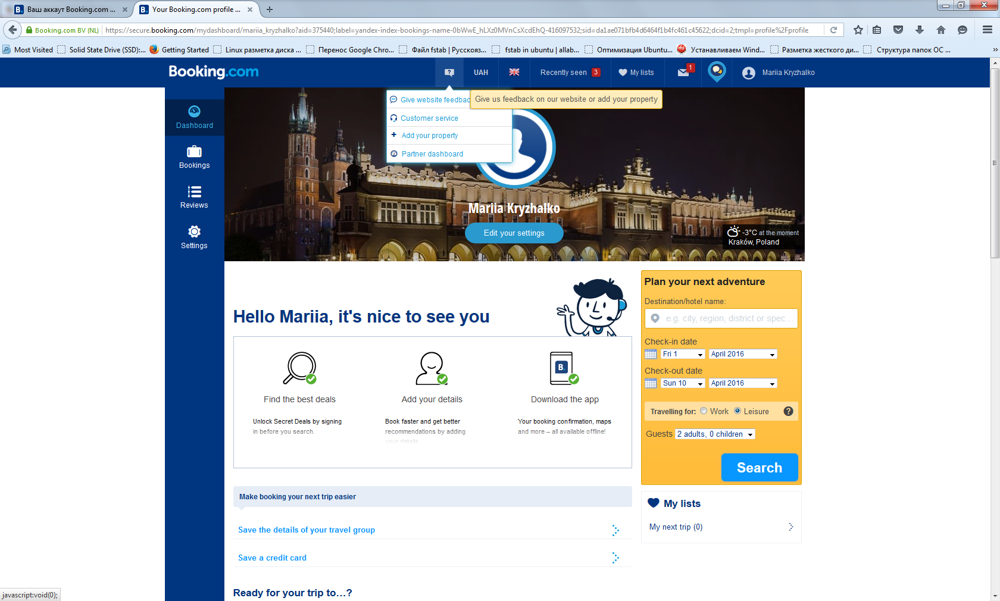 Ваш аккаут Booking.com ...
Your Booking.com profile ...
Booking.com BV (NL)
https://secure.booking.com/mydashboard/mariia_kryzhalko?aid=375440;label=yandex-index-bookings-name-0bWwE_hLXz0MVnCsXcdEhQ-416097532;sid=da1ae071bfb4d6464f1b4fc461c45622;dcid=2;tmpl=profile%2Fprofile
Most Visited
Solid State Drive (SSD):...
Getting Started
Linux разметка диска ...
Перенос Google Chro...
Файл fstab | Русскояз...
fstab in ubuntu | allab...
Оптимизация Ubuntu...
Устанавливаем Wind...
Разметка жесткого ди...
Структура папок ОС ...
Booking.com
UAH
Recently seen 3
My lists
1
Mariia Kryzhalko
Give website feedbac
Give us feedback on our website or add your property
Customer service
Add your property
Partner dashboard
Dashboard
Bookings
Reviews
Settings
Mariia Kryzhalko
Edit your settings
-3°C at the moment
Kraków, Poland
Hello Mariia, it's nice to see you
Find the best deals
Unlock Secret Deals by signing
in before you search.
Add your details
Book faster and get better
recommendations by adding
your details
B.
Download the app
Your booking confirmation, maps
and more – all available offline!
Make booking your next trip easier
Save the details of your travel group
Save a credit card
Ready for your trip to…?
Plan your next adventure
Destination/hotel name:
e.g. city, region, district or spec...
Check-in date
Fri 1
April 2016
Check-out date
Sun 10
April 2016
Travelling for: Work Leisure ?
Guests 2 adults, 0 children
Search
My lists
My next trip (0)
javascript:void(0);